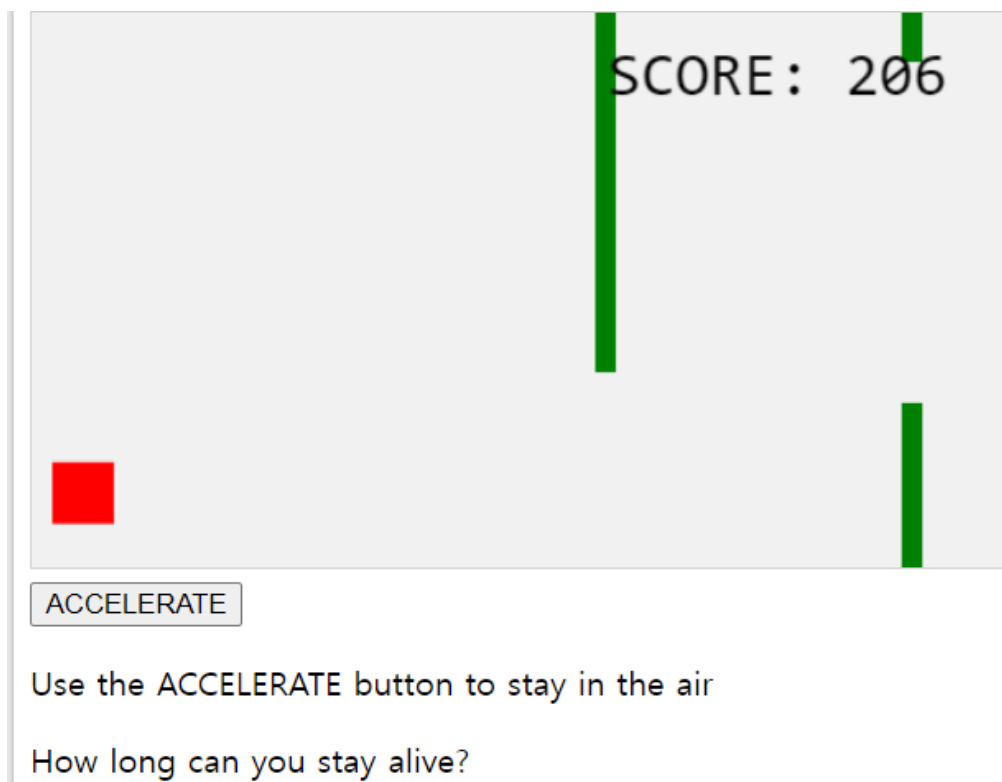 SCORE: 206
ACCELERATE
Use the ACCELERATE button to stay in the air
How long can you stay alive?